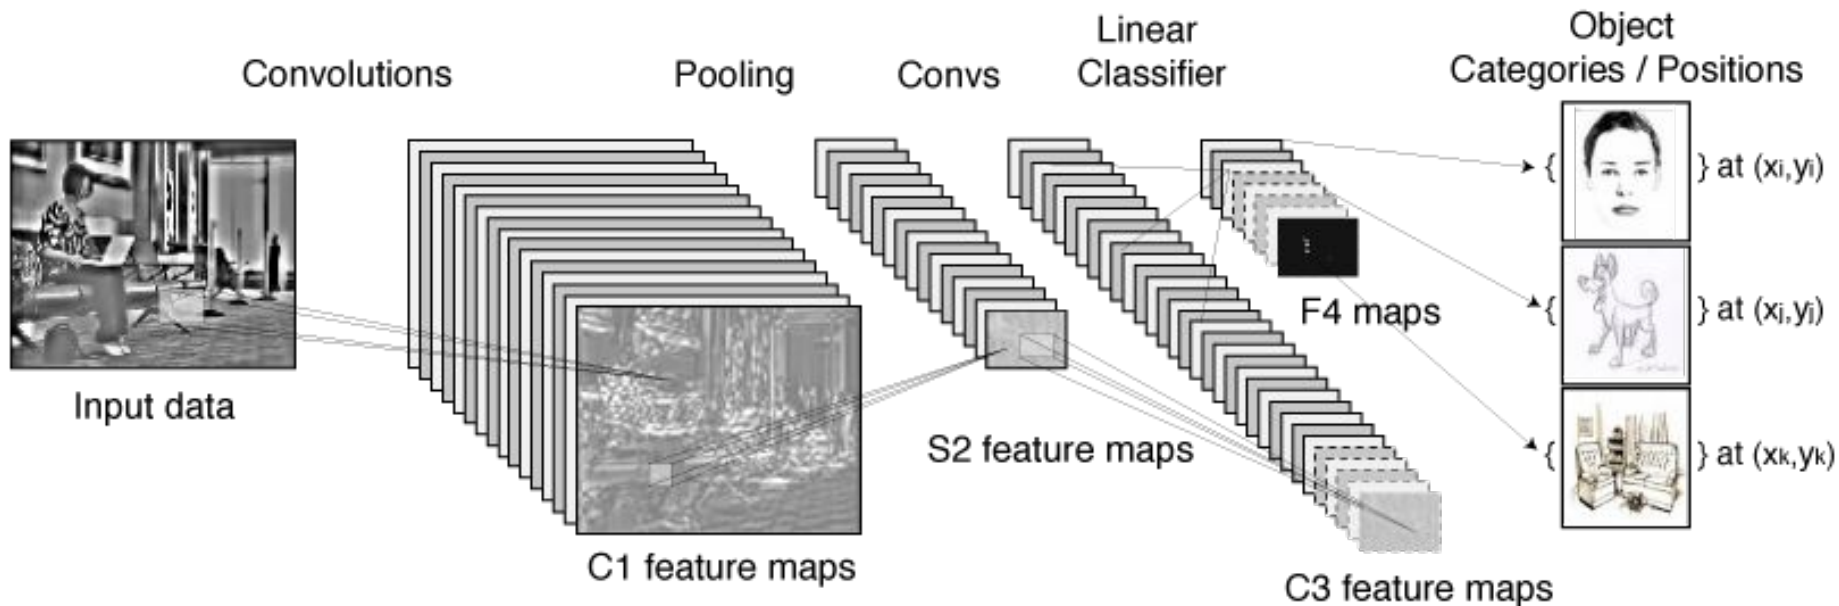 Convolutions
Pooling
Convs
Linear
Classifier
Object
Categories / Positions
{ } at (xi,yi)
{ } at (xj,yj)
{ } at (xk,yk)
Input data
C1 feature maps
S2 feature maps
C3 feature maps
F4 maps